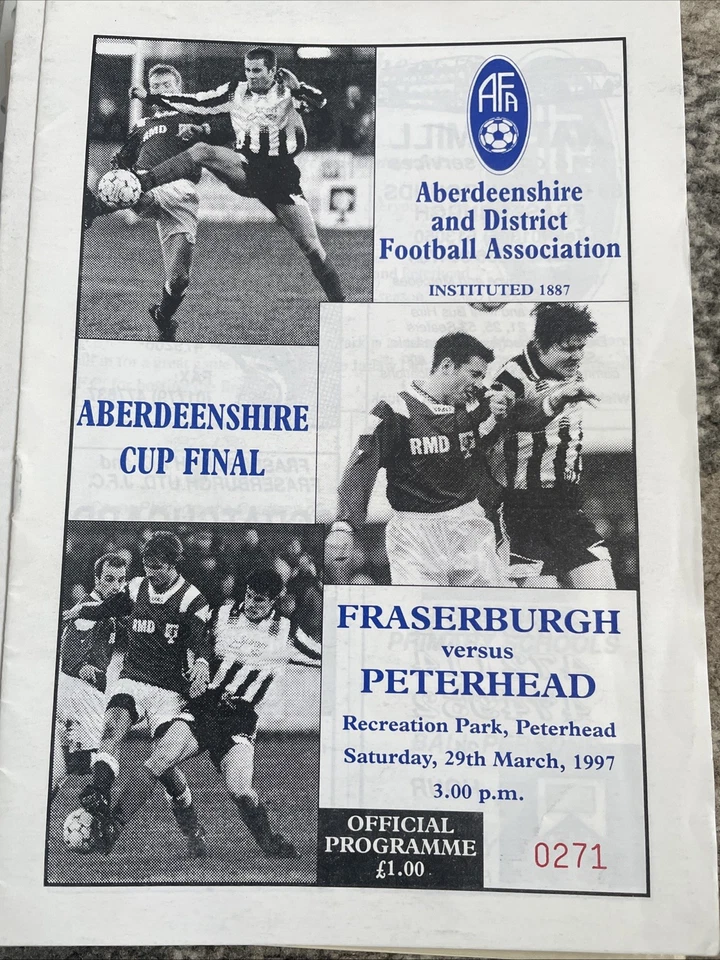 AFA
Aberdeenshire
and District
Football Association
INSTITUTED 1887
RMD
ABERDEENSHIRE
CUP FINAL
RMD
RMD
FRASERBURGH
versus
PETERHEAD
Recreation Park, Peterhead
Saturday, 29th March, 1997
3.00 p.m.
OFFICIAL
PROGRAMME
£1.00
0271